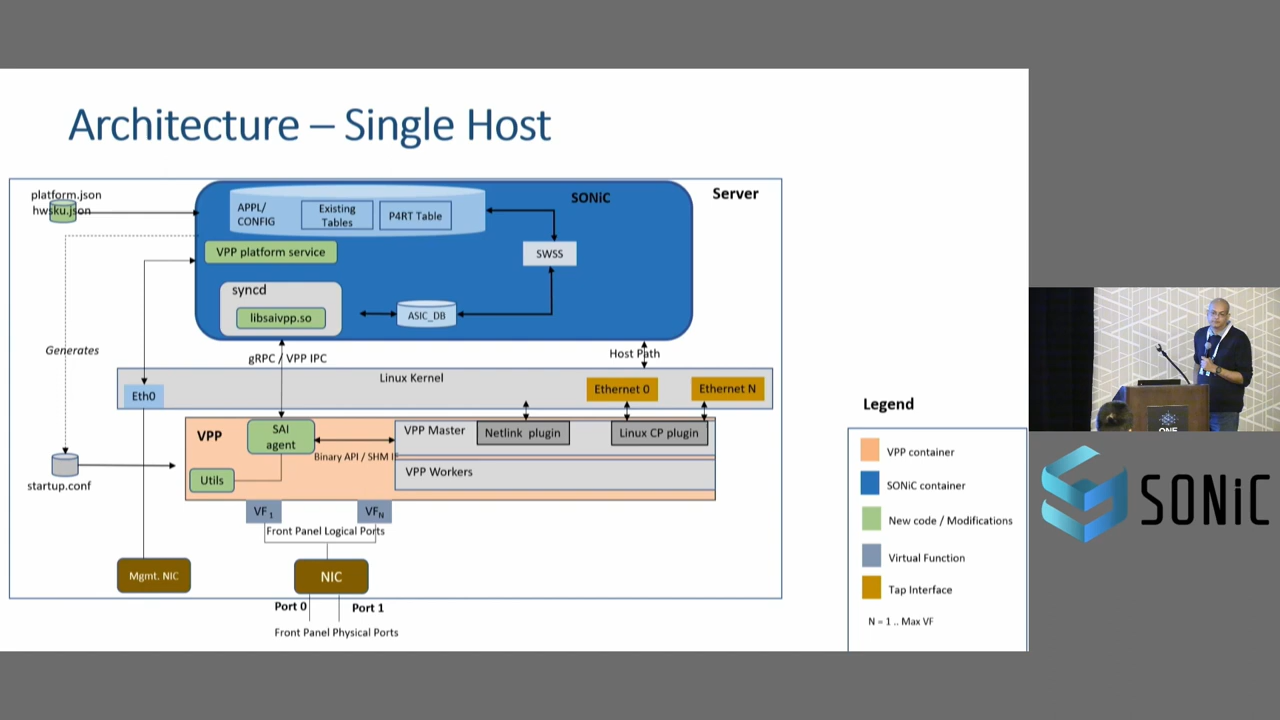 Architecture – Single Host
platform.json
hwsku.json
SONiC
Server
APPL/
CONFIG
Existing
Tables
P4RT Table
VPP platform service
SWSS
syncd
libsaivpp.so
ASIC_DB
Generates
gRPC / VPP IPC
Host Path
Linux Kernel
Eth0
Ethernet 0
Ethernet N
VPP
SAI
agent
VPP Master
Netlink plugin
Linux CP plugin
Binary API / SHM IF
VPP Workers
Utils
startup.conf
VF1
VFN
Front Panel Logical Ports
Mgmt. NIC
NIC
Port 0
Port 1
Front Panel Physical Ports
Legend
VPP container
SONiC container
New code / Modifications
Virtual Function
Tap Interface
N = 1 .. Max VF
ONE
SONiC